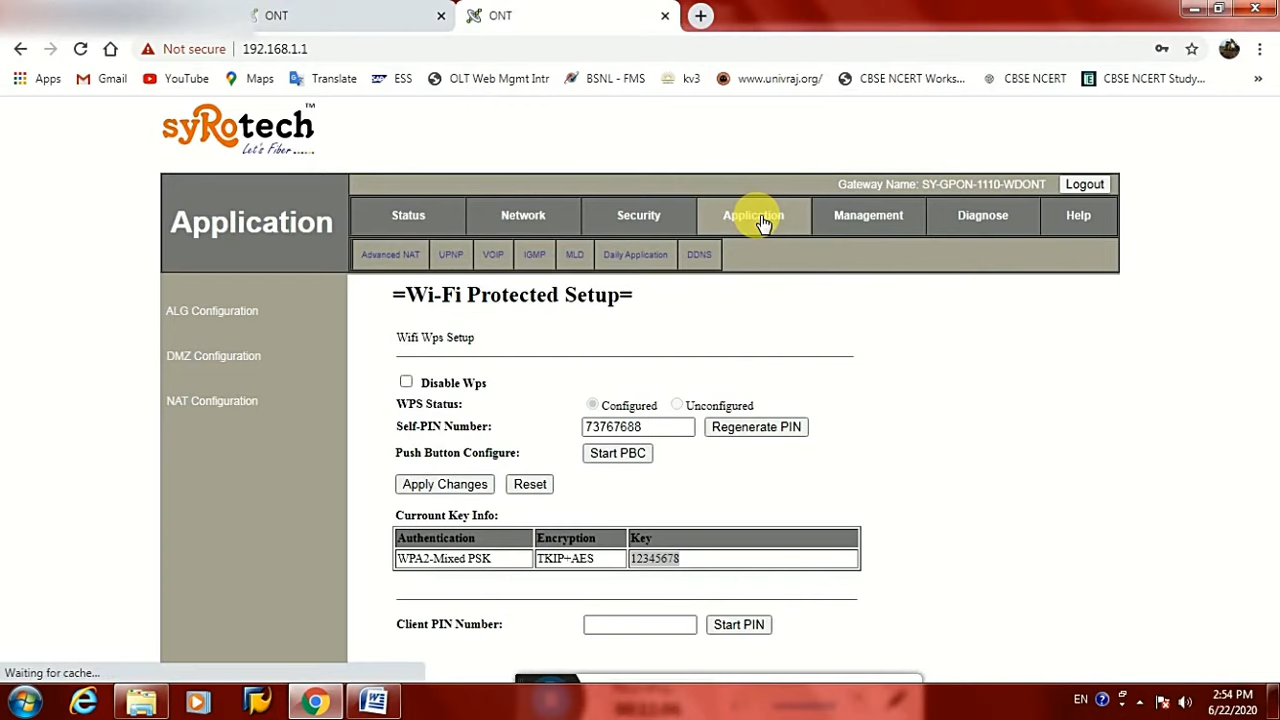 ONT
ONT
Not secure 192.168.1.1
Apps Gmail YouTube Maps Translate ESS OLT Web Mgmt Intr BSNL - FMS kv3 www.univraj.org/ CBSE NCERT Works... CBSE NCERT CBSE NCERT Study... »
syRotech™
Let's Fiber......
Gateway Name: SY-GPON-1110-WDONT Logout
Application
Status Network Security Application Management Diagnose Help
Advanced NAT UPNP VOIP IGMP MLD Daily Application DDNS
ALG Configuration
DMZ Configuration
NAT Configuration
=Wi-Fi Protected Setup=
Wifi Wps Setup
Disable Wps
WPS Status: Configured Unconfigured
Self-PIN Number: 73767688 Regenerate PIN
Push Button Configure: Start PBC
Apply Changes Reset
Currount Key Info:
Authentication Encryption Key
WPA2-Mixed PSK TKIP+AES 12345678
Client PIN Number: Start PIN
Waiting for cache...
EN 2:54 PM
6/22/2020